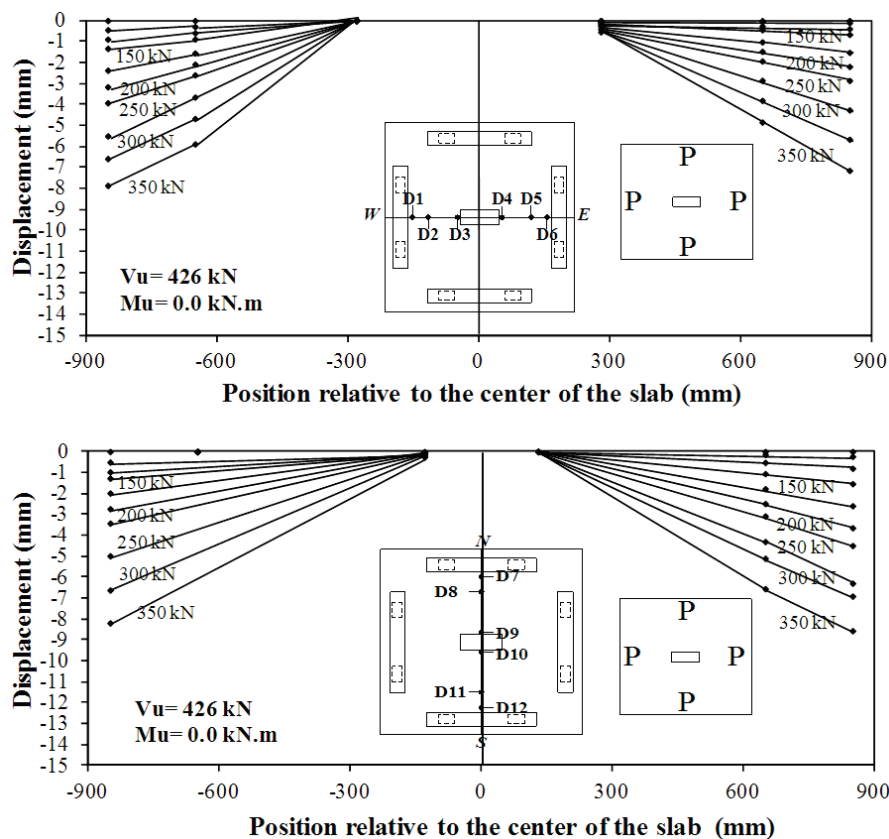 0
-1
-2
-3
-4
-5
-6
-7
-8
-9
-10
-11
-12
-13
-14
-15
Displacement (mm)
150 kN
200 kN
250 kN
300 kN
350 kN
150 kN
200 kN
250 kN
300 kN
350 kN
W
D1
D2
D3
D4
D5
D6
E
P
P
P
P
Vu= 426 kN
Mu= 0.0 kN.m
-900
-600
-300
0
300
600
900
Position relative to the center of the slab (mm)
0
-1
-2
-3
-4
-5
-6
-7
-8
-9
-10
-11
-12
-13
-14
-15
Displacement (mm)
150 kN
200 kN
250 kN
300 kN
350 kN
150 kN
200 kN
250 kN
300 kN
350 kN
N
D7
D8
D9
D10
D11
D12
S
P
P
P
P
Vu= 426 kN
Mu= 0.0 kN.m
-900
-600
-300
0
300
600
900
Position relative to the center of the slab (mm)